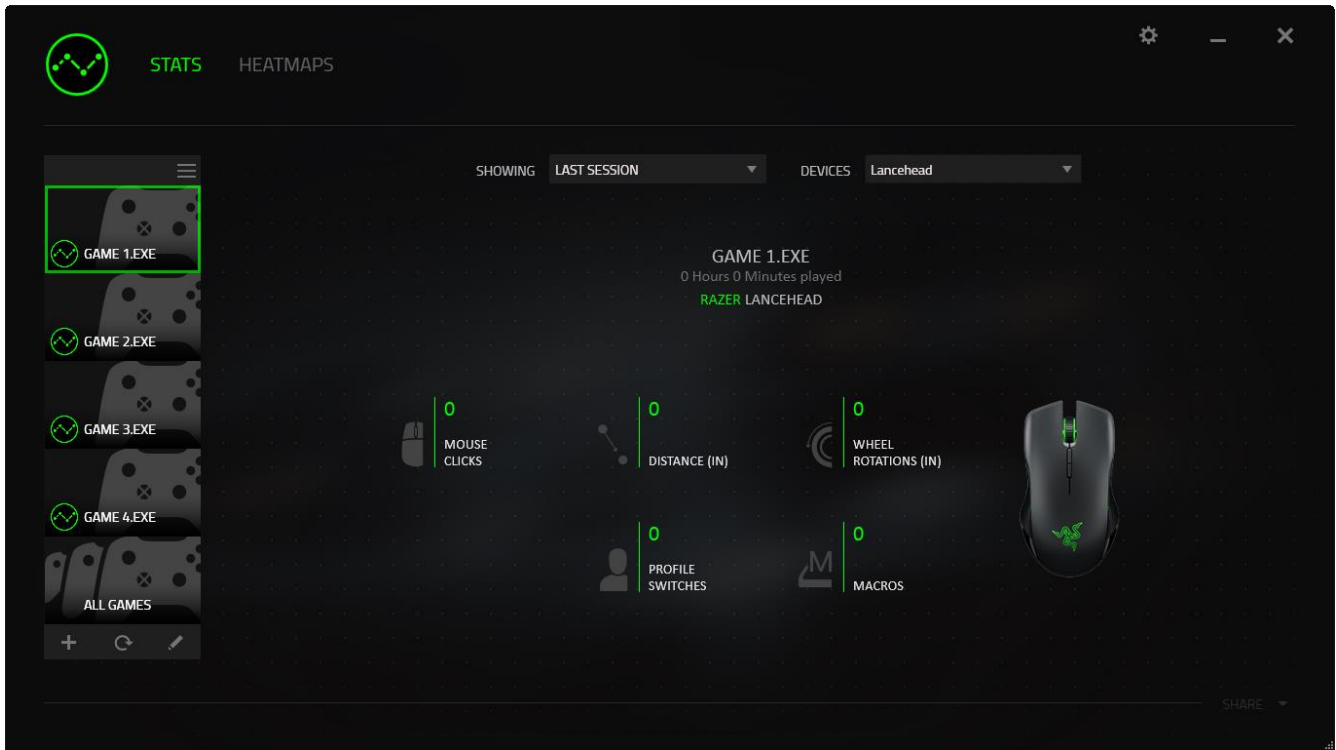 STATS HEATMAPS
SHOWING LAST SESSION DEVICES Lancehead
GAME 1.EXE
GAME 2.EXE
GAME 3.EXE
GAME 4.EXE
ALL GAMES
GAME 1.EXE
0 Hours 0 Minutes played
RAZER LANCEHEAD
0
MOUSE
CLICKS
0
DISTANCE (IN)
0
WHEEL
ROTATIONS (IN)
0
PROFILE
SWITCHES
M
0
MACROS
SHARE